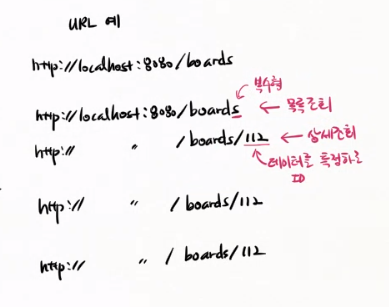 URL 예
http://localhost:8080/boards
복수형
http://localhost:8080/boards ← 목록조회
http:// " /boards/112 ← 상세조회
데이터를 특정하는
ID
http:// " /boards/112
http:// " /boards/112